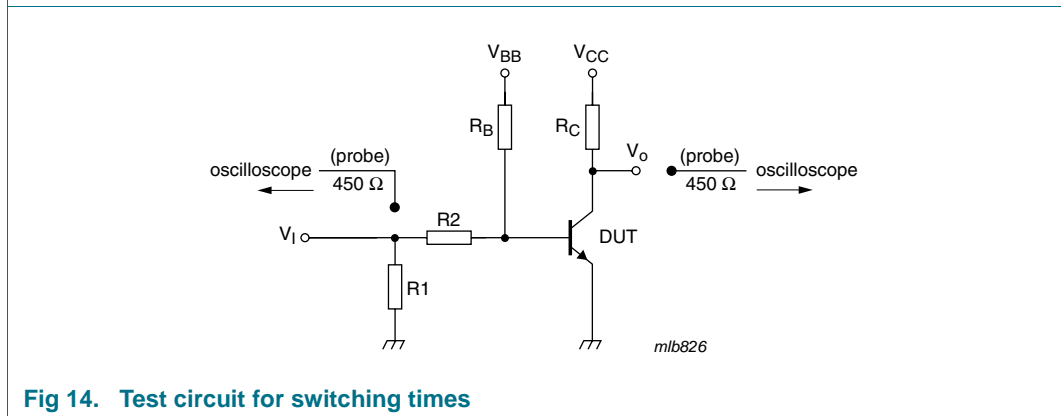 VBB
VCC
RB
RC
Vo
oscilloscope
(probe)
450 Ω
(probe)
450 Ω
oscilloscope
R2
VI
DUT
R1
mlb826
Fig 14. Test circuit for switching times